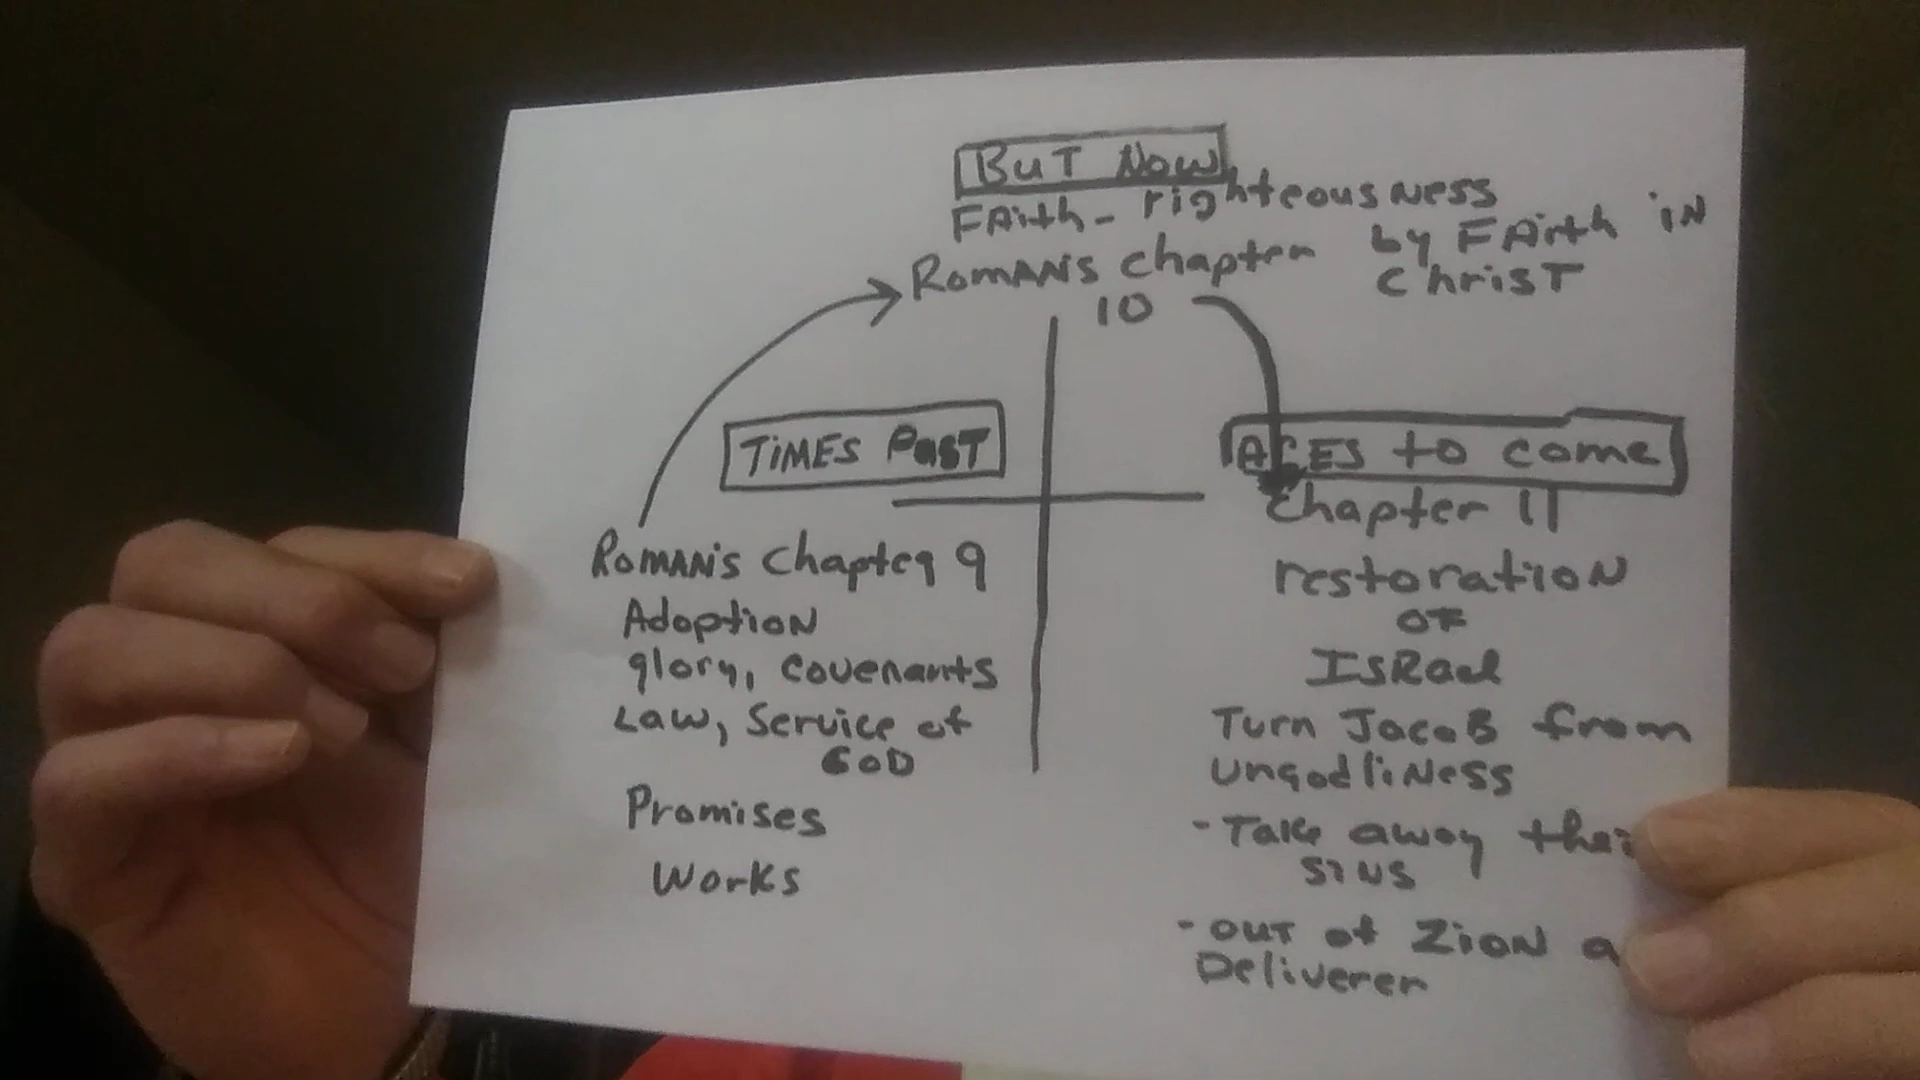 BUT NOW
FAith - righteousness
by FAith iN
ChrisT
ROMANS chapter
10
TiMES PAST
ROMANS Chapter 9
AdoptioN
glory, covenants
Law, Service of
GOD
Promises
Works
AGES to come
Chapter 11
restoratioN
OF
ISRael
Turn JacoB from
UNgodliNess
- Take away thei
SiNS
- OUT of ZioN a
Deliverer